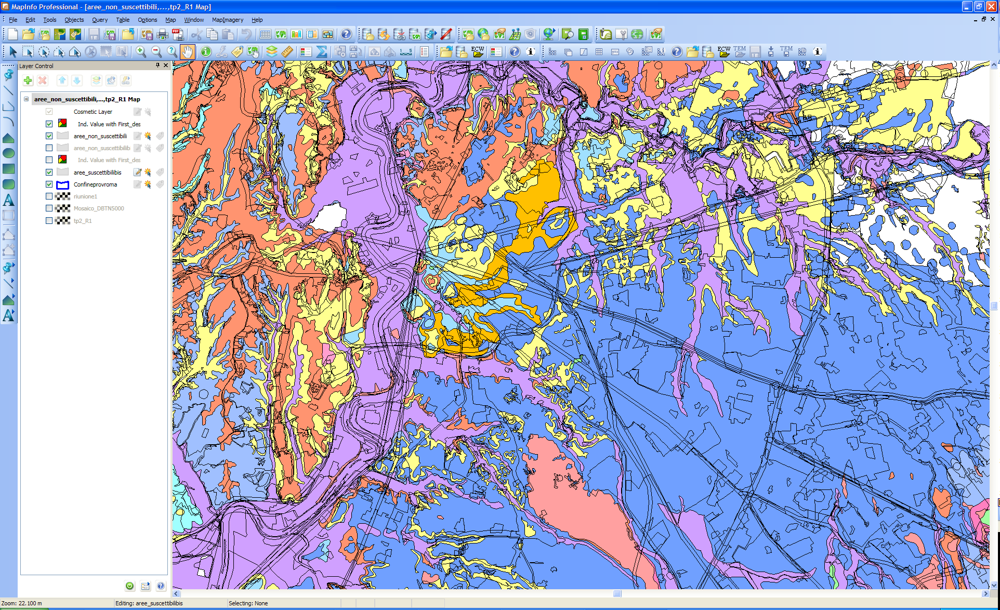 MapInfo Professional - [aree_non_suscettibili,...,tp2_R1 Map]
File Edit Tools Objects Query Table Options Map Window MapImagery Help
PDF
ECW
ECW TEM TEM
Layer Control
aree_non_suscettibili,...,tp2_R1 Map
Cosmetic Layer
Ind. Value with First_des
aree_non_suscettibili
aree_non_suscettibilib
Ind. Value with First_des
aree_suscettibilibis
Confineprovroma
riunione1
Mosaico_DBTN5000
tp2_R1
Zoom: 22.100 m Editing: aree_suscettibilibis Selecting: None